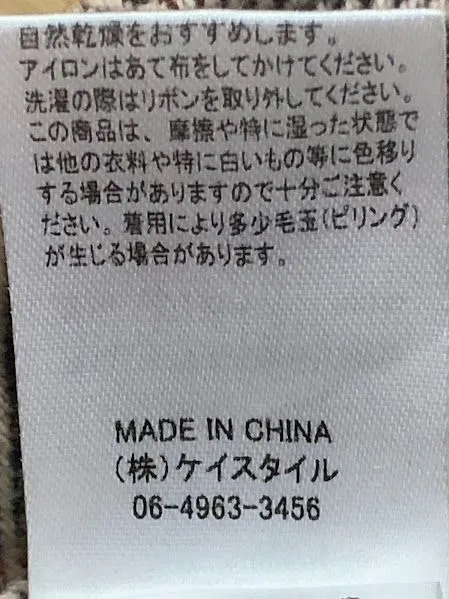 自然乾燥をおすすめします。
アイロンはあて布をしてかけてください。
洗濯の際はリボンを取り外してください。
この商品は、摩擦や特に湿った状態で
は他の衣料や特に白いもの等に色移り
する場合がありますので十分ご注意く
ださい。着用により多少毛玉(ピリング)
が生じる場合があります。
MADE IN CHINA
(株)ケイスタイル
06-4963-3456